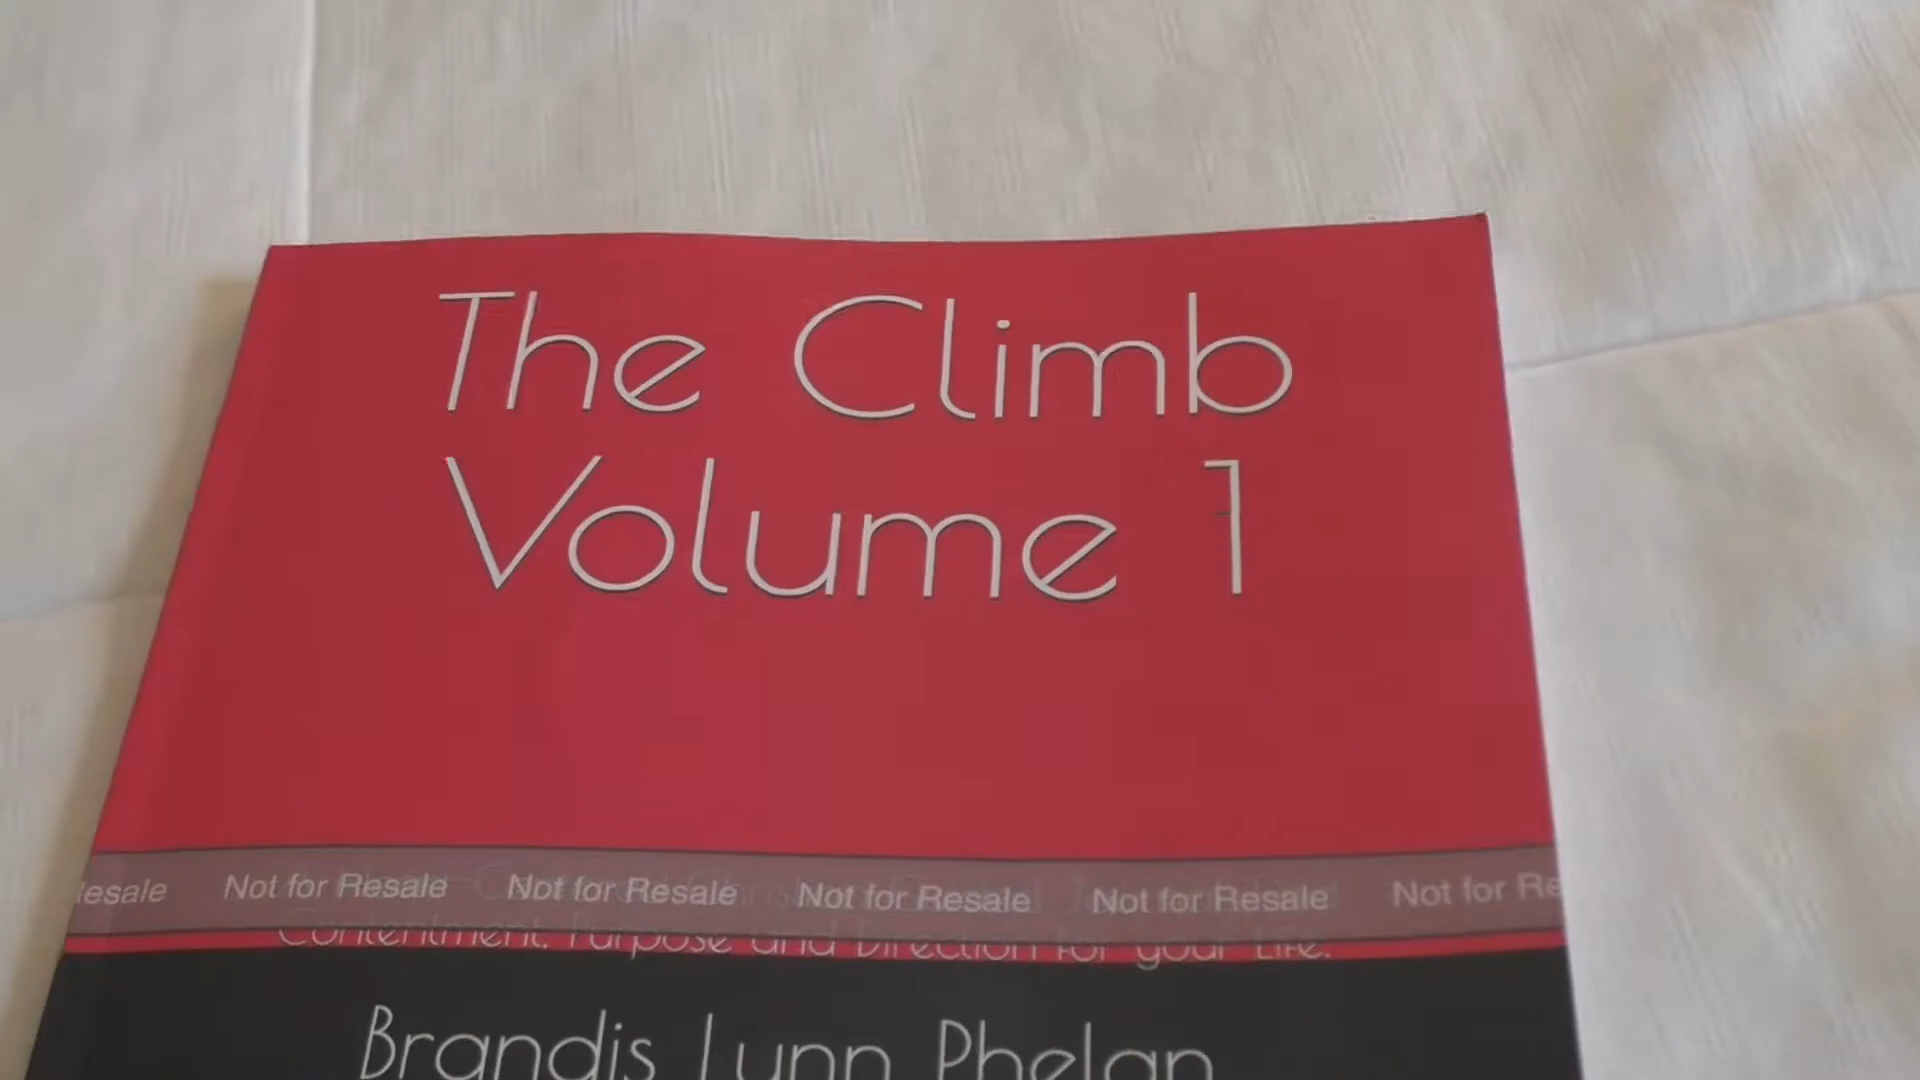 The Climb
Volume 1
esale Not for Resale Not for Resale Not for Resale Not for Resale Not for Re
Contentment. Purpose and Direction for your Life.
Brandis Lynn Phelan